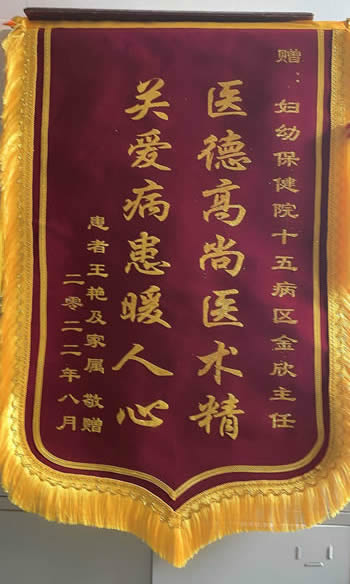 赠：妇幼保健院十五病区金欣主任
医德高尚医术精
关爱病患暖人心
患者王艳及家属 敬赠
二零二二年八月